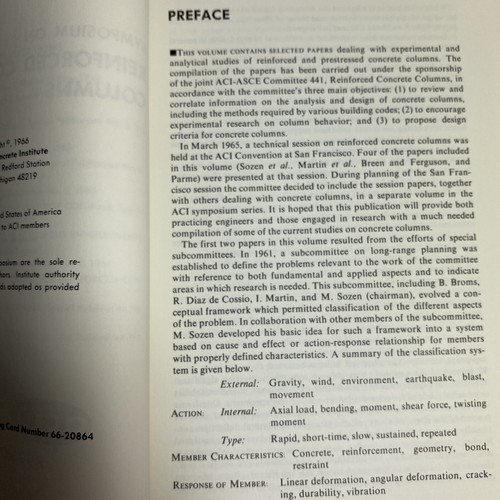 ht ©, 1966
ncrete Institute
Redford Station
higan 48219
d States of America
to ACI members
posium are the sole re-
tors. Institute authority
ds adopted as provided
g Card Number 66-20864
PREFACE
■THIS VOLUME CONTAINS SELECTED PAPERS dealing with experimental and
analytical studies of reinforced and prestressed concrete columns. The
compilation of the papers has been carried out under the sponsorship
of the joint ACI-ASCE Committee 441, Reinforced Concrete Columns, in
accordance with the committee's three main objectives: (1) to review and
correlate information on the analysis and design of concrete columns,
including the methods required by various building codes; (2) to encourage
experimental research on column behavior; and (3) to propose design
criteria for concrete columns.
In March 1965, a technical session on reinforced concrete columns was
held at the ACI Convention at San Francisco. Four of the papers included
in this volume (Sozen et al., Martin et al., Breen and Ferguson, and
Parme) were presented at that session. During planning of the San Fran-
cisco session the committee decided to include the session papers, together
with others dealing with concrete columns, in a separate volume in the
ACI symposium series. It is hoped that this publication will provide both
practicing engineers and those engaged in research with a much needed
compilation of some of the current studies on concrete columns.
The first two papers in this volume resulted from the efforts of special
subcommittees. In 1961, a subcommittee on long-range planning was
established to define the problems relevant to the work of the committee
with reference to both fundamental and applied aspects and to indicate
areas in which research is needed. This subcommittee, including B. Broms,
R. Diaz de Cossio, I. Martin, and M. Sozen (chairman), evolved a con-
ceptual framework which permitted classification of the different aspects
of the problem. In collaboration with other members of the subcommittee,
M. Sozen developed his basic idea for such a framework into a system
based on cause and effect or action-response relationship for members
with properly defined characteristics. A summary of the classification sys-
tem is given below.
External: Gravity, wind, environment, earthquake, blast,
movement
ACTION: Internal: Axial load, bending, moment, shear force, twisting
moment
Type: Rapid, short-time, slow, sustained, repeated
MEMBER CHARACTERISTICS: Concrete, reinforcement, geometry, bond,
restraint
RESPONSE OF MEMBER: Linear deformation, angular deformation, crack-
ing, durability, vibration